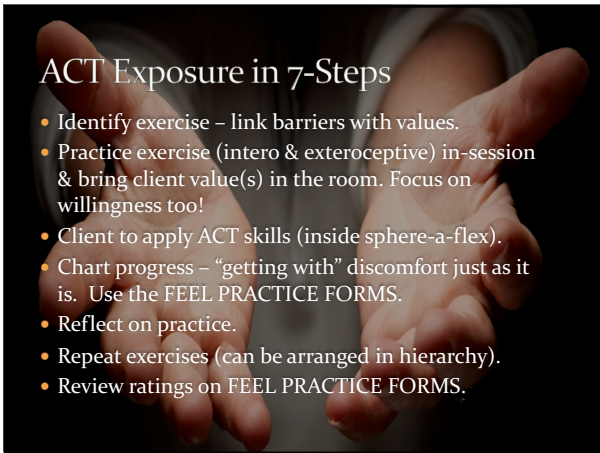 ACT Exposure in 7-Steps
• Identify exercise – link barriers with values.
• Practice exercise (intero & exteroceptive) in-session
& bring client value(s) in the room. Focus on
willingness too!
• Client to apply ACT skills (inside sphere-a-flex).
• Chart progress – “getting with” discomfort just as it
is.  Use the FEEL PRACTICE FORMS.
• Reflect on practice.
• Repeat exercises (can be arranged in hierarchy).
• Review ratings on FEEL PRACTICE FORMS.